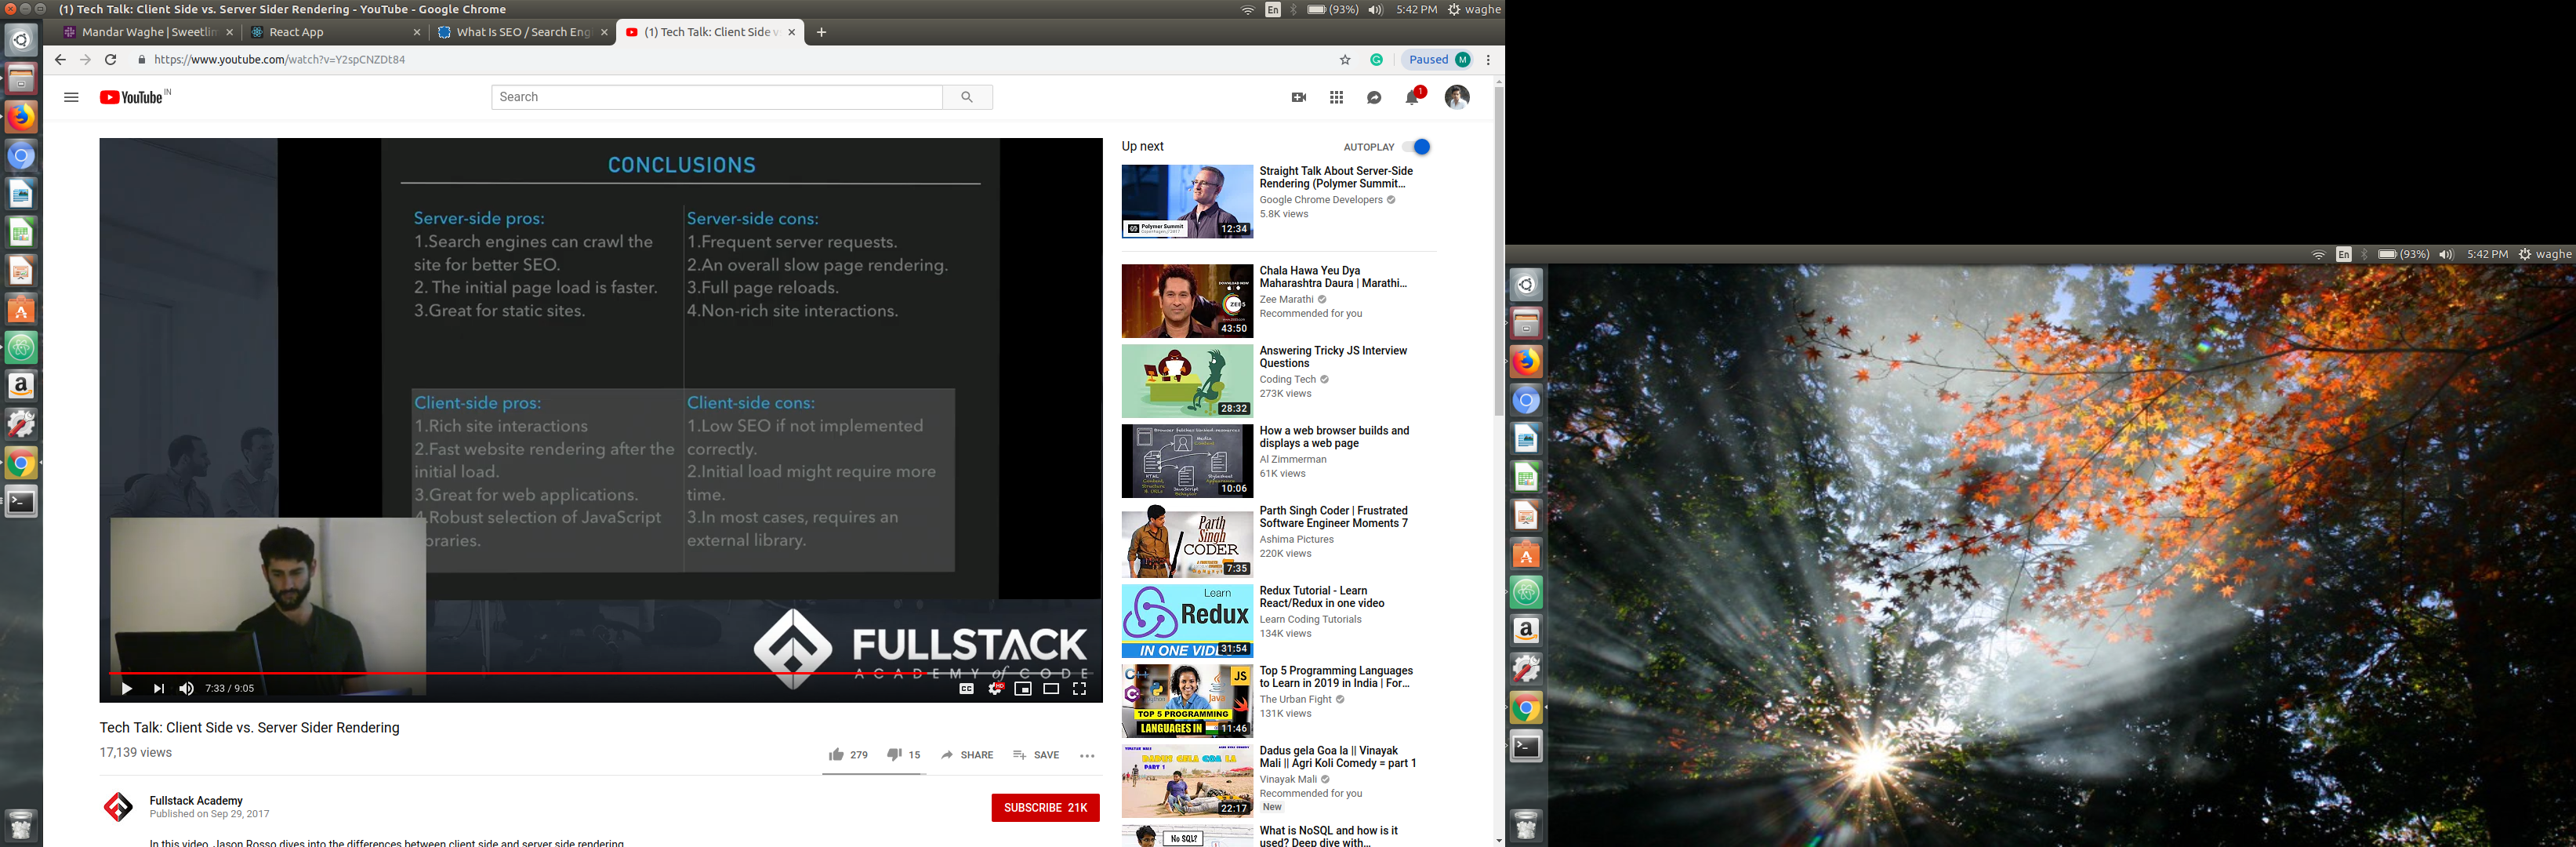 (1) Tech Talk: Client Side vs. Server Sider Rendering - YouTube - Google Chrome
En
(93%)
5:42 PM
waghe
Mandar Waghe | Sweetlim
React App
What Is SEO / Search Eng
(1) Tech Talk: Client Side v
https://www.youtube.com/watch?v=Y2spCNZDt84
Paused
M
YouTube IN
Search
1
CONCLUSIONS
Server-side pros:
1.Search engines can crawl the
site for better SEO.
2. The initial page load is faster.
3.Great for static sites.
Server-side cons:
1.Frequent server requests.
2.An overall slow page rendering.
3.Full page reloads.
4.Non-rich site interactions.
Client-side pros:
1.Rich site interactions
2.Fast website rendering after the
initial load.
3.Great for web applications.
4.Robust selection of JavaScript
braries.
Client-side cons:
1.Low SEO if not implemented
correctly.
2.Initial load might require more
time.
3.In most cases, requires an
external library.
FULLSTACK
ACADEMY of CODE
7:33 / 9:05
CC
HD
Tech Talk: Client Side vs. Server Sider Rendering
17,139 views
279
15
SHARE
SAVE
Fullstack Academy
Published on Sep 29, 2017
SUBSCRIBE 21K
In this video, Jason Rosso dives into the differences between client side and server side rendering
Up next
AUTOPLAY
Polymer Summit
12:34
Straight Talk About Server-Side
Rendering (Polymer Summit...
Google Chrome Developers
5.8K views
ZEE5
43:50
Chala Hawa Yeu Dya
Maharashtra Daura | Marathi...
Zee Marathi
Recommended for you
28:32
Answering Tricky JS Interview
Questions
Coding Tech
273K views
10:06
How a web browser builds and
displays a web page
Al Zimmerman
61K views
Parth
Singh
CODER
7:35
Parth Singh Coder | Frustrated
Software Engineer Moments 7
Ashima Pictures
220K views
Learn
Redux
IN ONE VIDE
31:54
Redux Tutorial - Learn
React/Redux in one video
Learn Coding Tutorials
134K views
C++
JS
Java
TOP 5 PROGRAMMING
LANGUAGES IN
11:46
Top 5 Programming Languages
to Learn in 2019 in India | For...
The Urban Fight
131K views
DADUS GELA GOA LA
PART 1
22:17
Dadus gela Goa la || Vinayak
Mali || Agri Koli Comedy = part 1
Vinayak Mali
Recommended for you
New
No SQL?
What is NoSQL and how is it
used? Deep dive with...
En
(93%)
5:42 PM
waghe